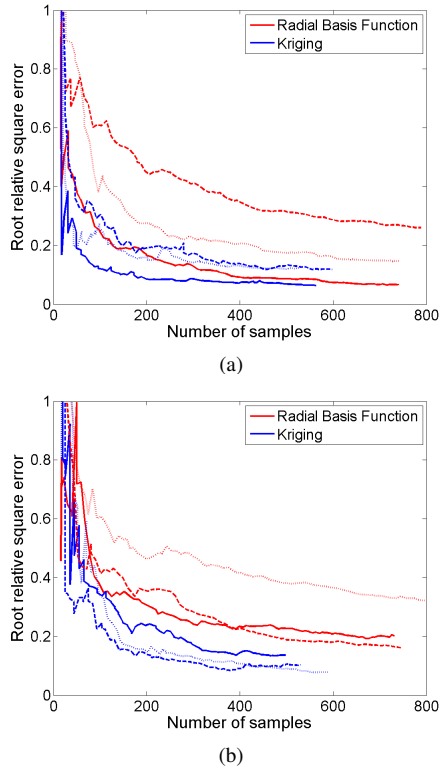 1
0.8
0.6
0.4
0.2
0
Root relative square error
Radial Basis Function
Kriging
0 200 400 600 800
Number of samples
(a)
1
0.8
0.6
0.4
0.2
0
Root relative square error
Radial Basis Function
Kriging
0 200 400 600 800
Number of samples
(b)